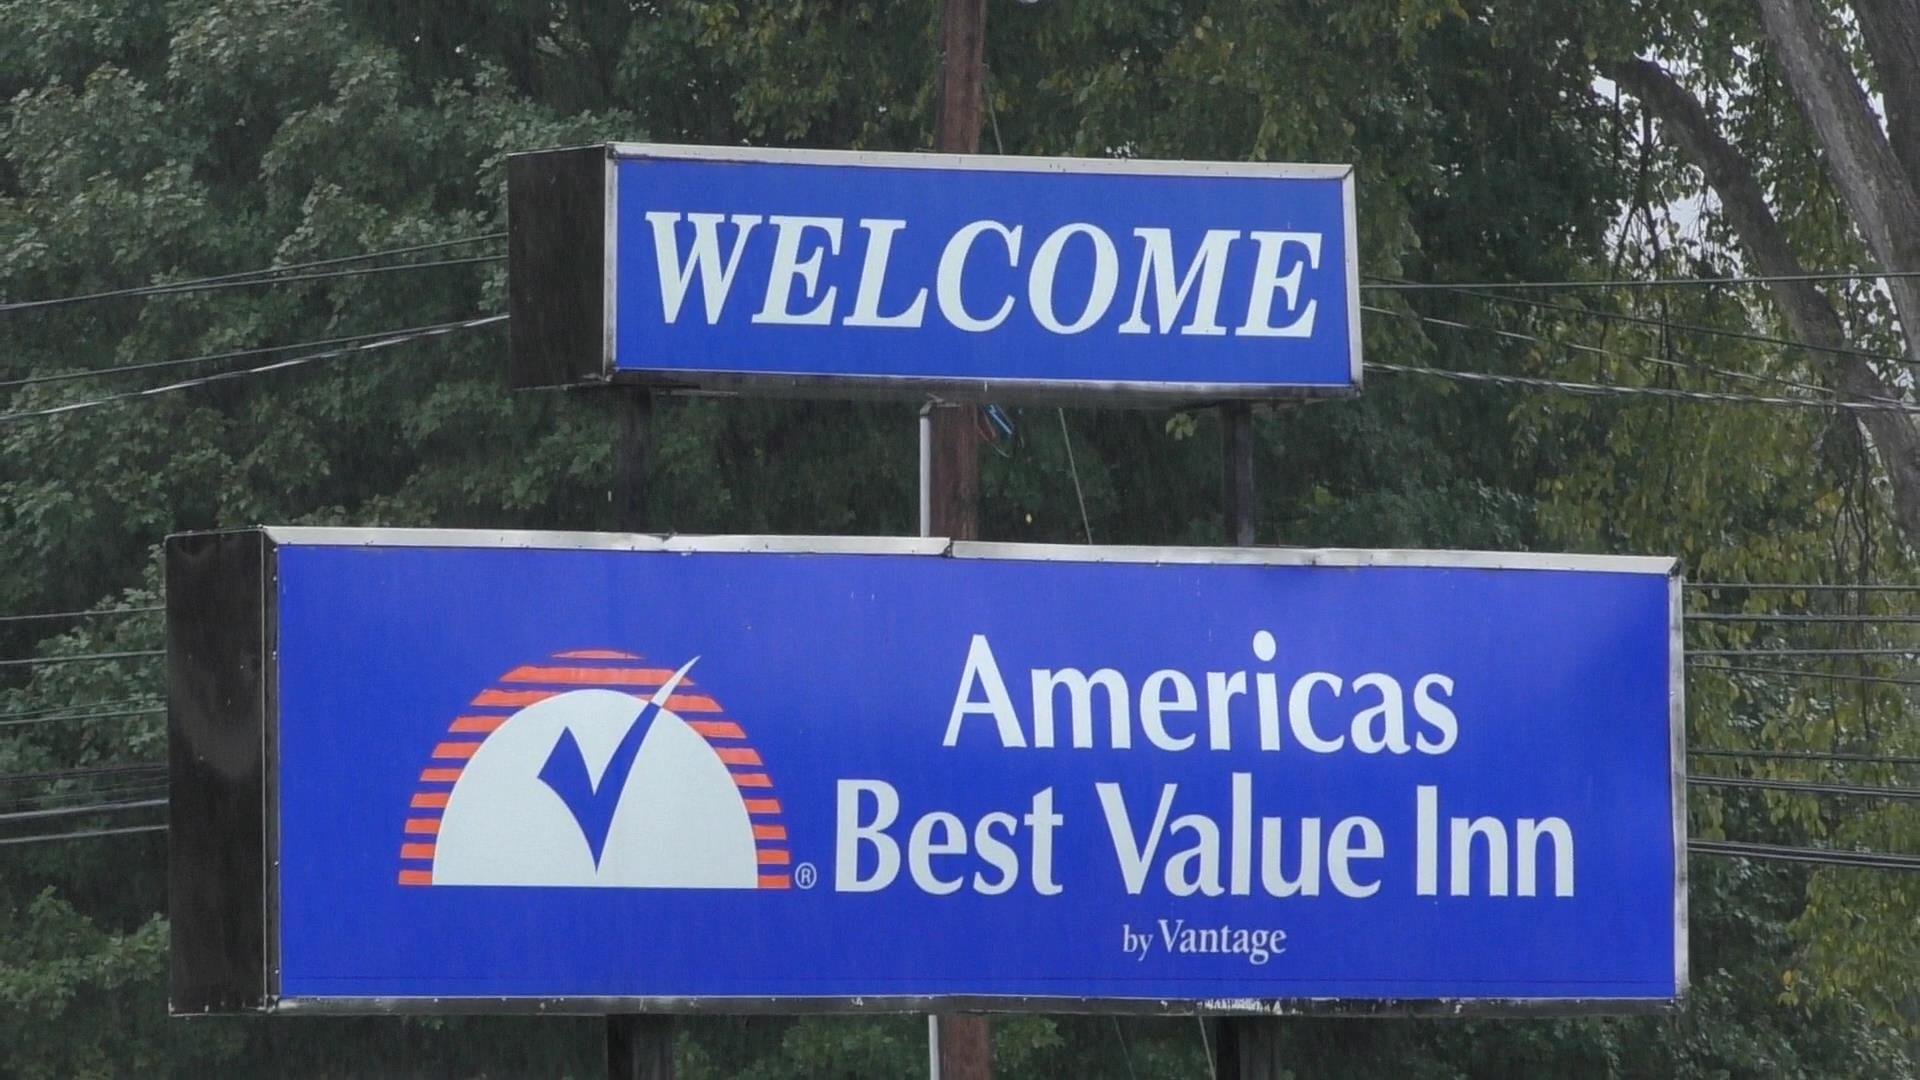 WELCOME
Americas
® Best Value Inn
by Vantage